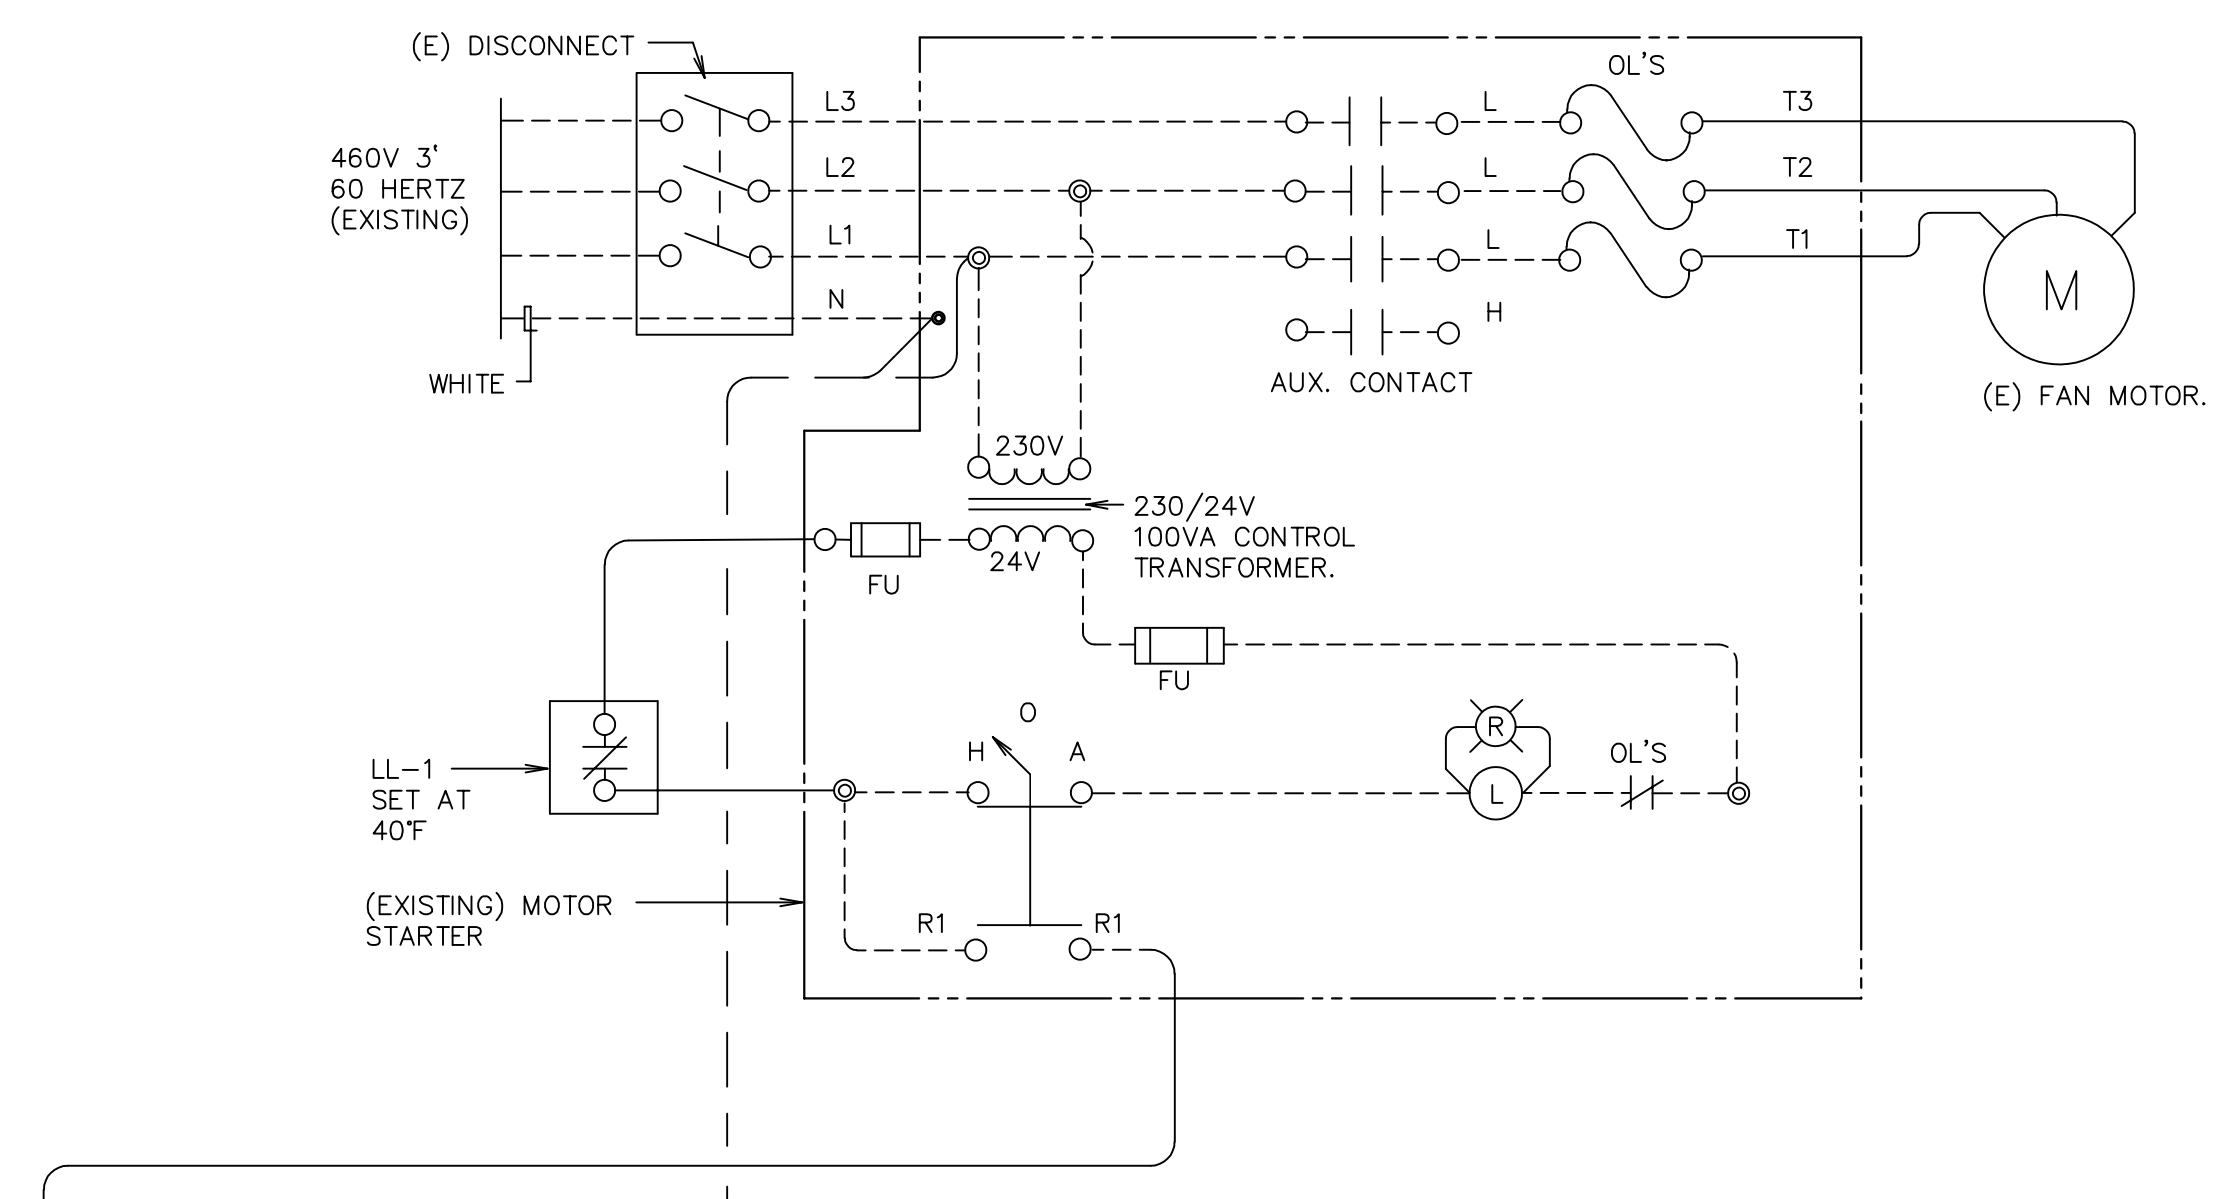 (E) DISCONNECT
460V 3'
60 HERTZ
(EXISTING)
WHITE
L3
L2
L1
N
L
L
L
H
AUX. CONTACT
OL'S
T3
T2
T1
M
(E) FAN MOTOR.
230V
24V
230/24V
100VA CONTROL
TRANSFORMER.
FU
FU
LL-1
SET AT
40°F
(EXISTING) MOTOR
STARTER
O
H
A
R1
R1
R
L
OL'S